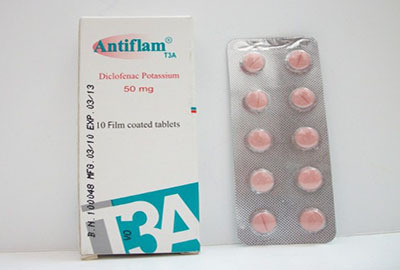 Antiflam®
T3A
Diclofenac Potassium
50 mg
10 Film coated tablets
B.N.100048 MFG.03/10 EXP.03/13
T3A